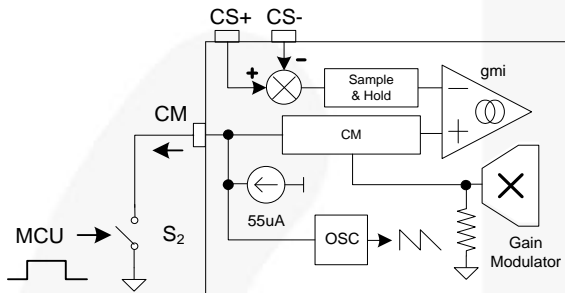 CS+ CS-
+
-
Sample
& Hold
gmi
CM
CM
55uA
MCU
S2
OSC
Gain
Modulator